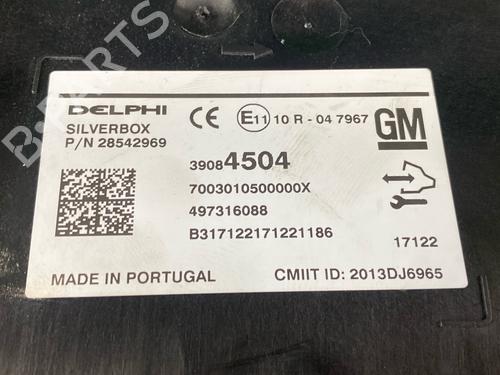 B-PARTS
DELPHI
SILVERBOX
P/N 28542969
CE E11 10 R - 04 7967
GM
39084504
7003010500000X
497316088
B317122171221186
17122
MADE IN PORTUGAL
CMIIT ID: 2013DJ6965